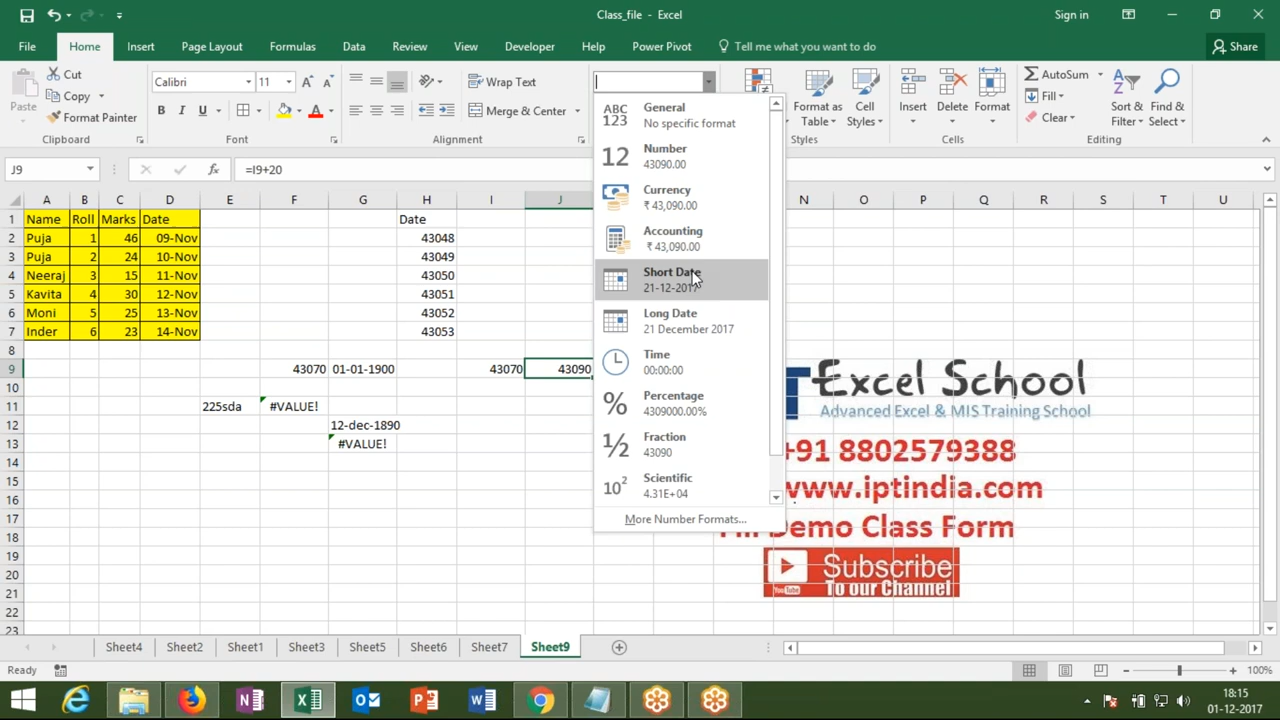 Class_file - Excel
Sign in
File Home Insert Page Layout Formulas Data Review View Developer Help Power Pivot Tell me what you want to do Share
Paste
Cut
Copy
Format Painter
Clipboard
Calibri 11
B I U
Font
Wrap Text
Merge & Center
Alignment
Format as Table
Cell Styles
Styles
Insert
Delete
Format
Cells
AutoSum
Fill
Clear
Sort & Filter
Find & Select
Editing
J9 fx =I9+20
A B C D E F G H I J N O P Q R S T U
1 Name Roll Marks Date Date
2 Puja 1 46 09-Nov 43048
3 Puja 2 24 10-Nov 43049
4 Neeraj 3 15 11-Nov 43050
5 Kavita 4 30 12-Nov 43051
6 Moni 5 25 13-Nov 43052
7 Inder 6 23 14-Nov 43053
8
9 43070 01-01-1900 43070 43090
10
11 225sda #VALUE!
12 12-dec-1890
13 #VALUE!
14
15
16
17
18
19
20
21
22
23
ABC 123
General
No specific format
12
Number
43090.00
Currency
₹ 43,090.00
Accounting
₹ 43,090.00
Short Date
21-12-2017
Long Date
21 December 2017
Time
00:00:00
%
Percentage
4309000.00%
½
Fraction
43090
10²
Scientific
4.31E+04
More Number Formats...
Excel School
Advanced Excel & MIS Training School
+91 8802579388
www.iptindia.com
Demo Class Form
Subscribe
To our Channel
YouTube
Sheet4 Sheet2 Sheet1 Sheet3 Sheet5 Sheet6 Sheet7 Sheet9
Ready
100%
18:15
01-12-2017